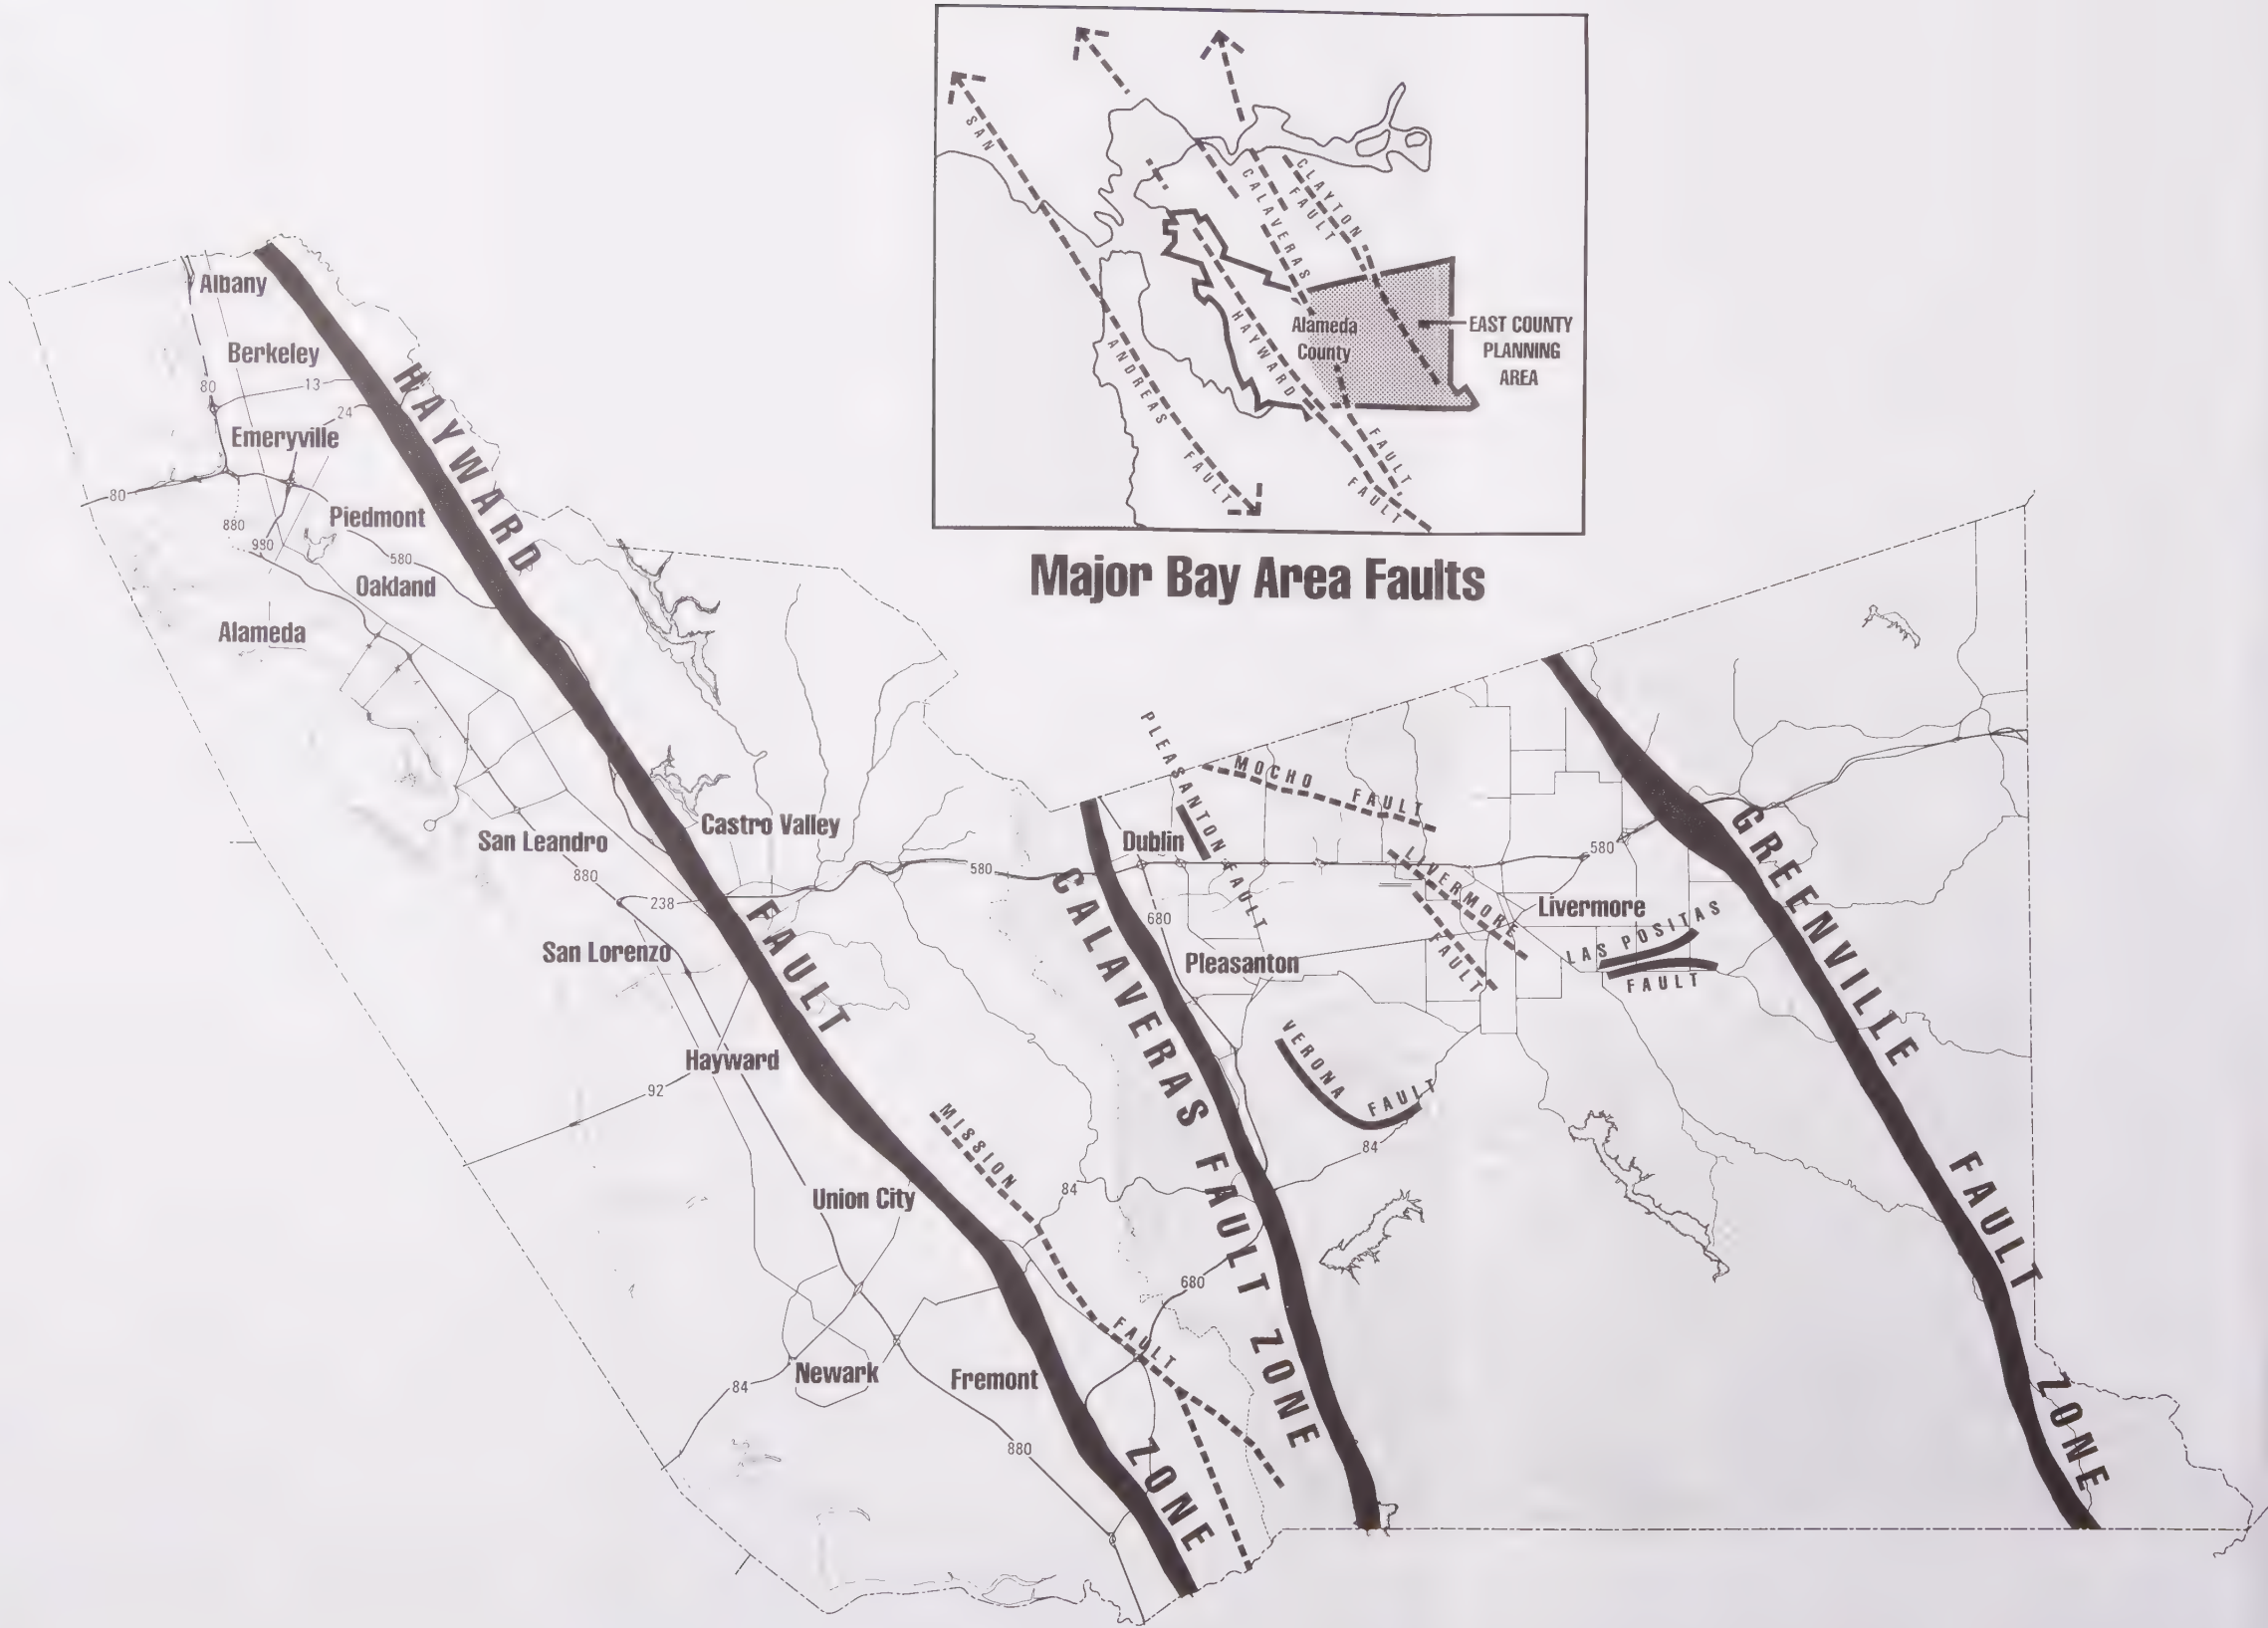 SAN
ANDREAS
FAULT
HAYWARD
FAULT
CALAVERAS
FAULT
CLAYTON
FAULT
Alameda
County
EAST COUNTY
PLANNING
AREA
Major Bay Area Faults
Albany
Berkeley
80
13
24
Emeryville
80
880
980
Piedmont
580
Oakland
Alameda
HAYWARD
FAULT
ZONE
San Leandro
Castro Valley
880
238
580
San Lorenzo
Hayward
92
Union City
MISSION
FAULT
84
Newark
84
Fremont
880
680
CALAVERAS FAULT ZONE
Dublin
680
Pleasanton
PLEASANTON FAULT
MOCHO FAULT
LIVERMORE
FAULT
580
Livermore
LAS POSITAS
FAULT
VERONA FAULT
84
GREENVILLE
FAULT
ZONE